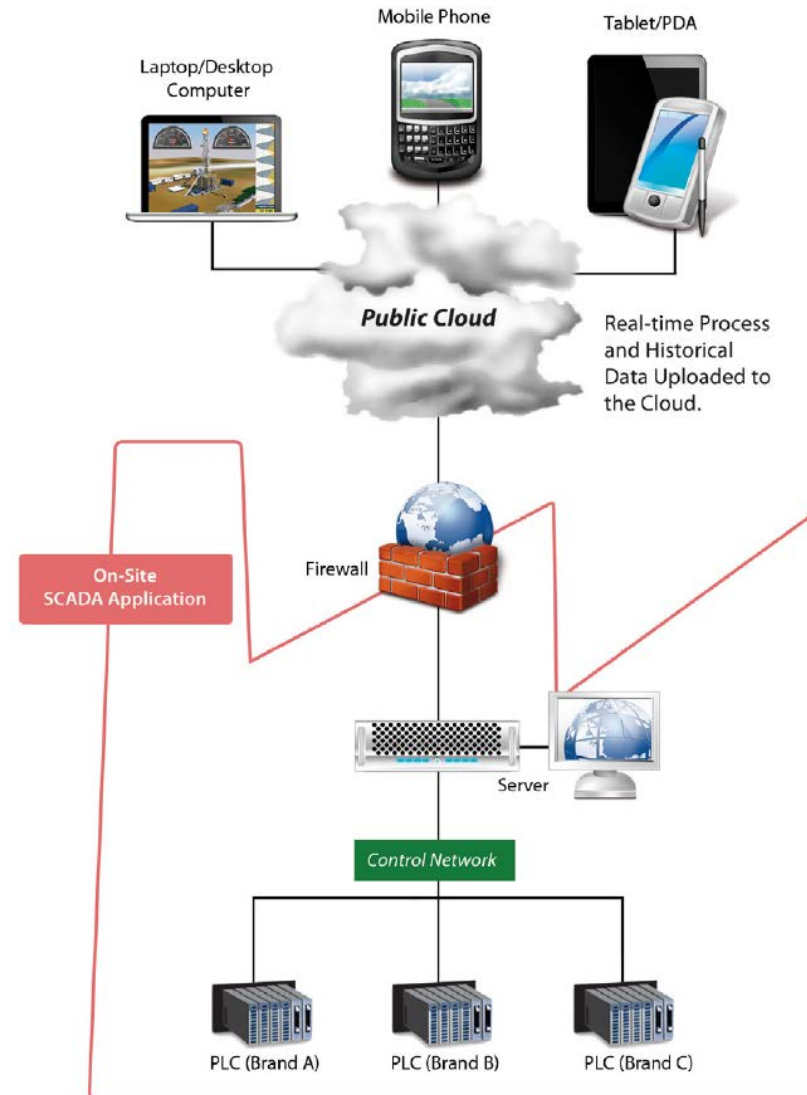 Mobile Phone
Tablet/PDA
Laptop/Desktop
Computer
Public Cloud
Real-time Process
and Historical
Data Uploaded to
the Cloud.
On-Site
SCADA Application
Firewall
Server
Control Network
PLC (Brand A)
PLC (Brand B)
PLC (Brand C)